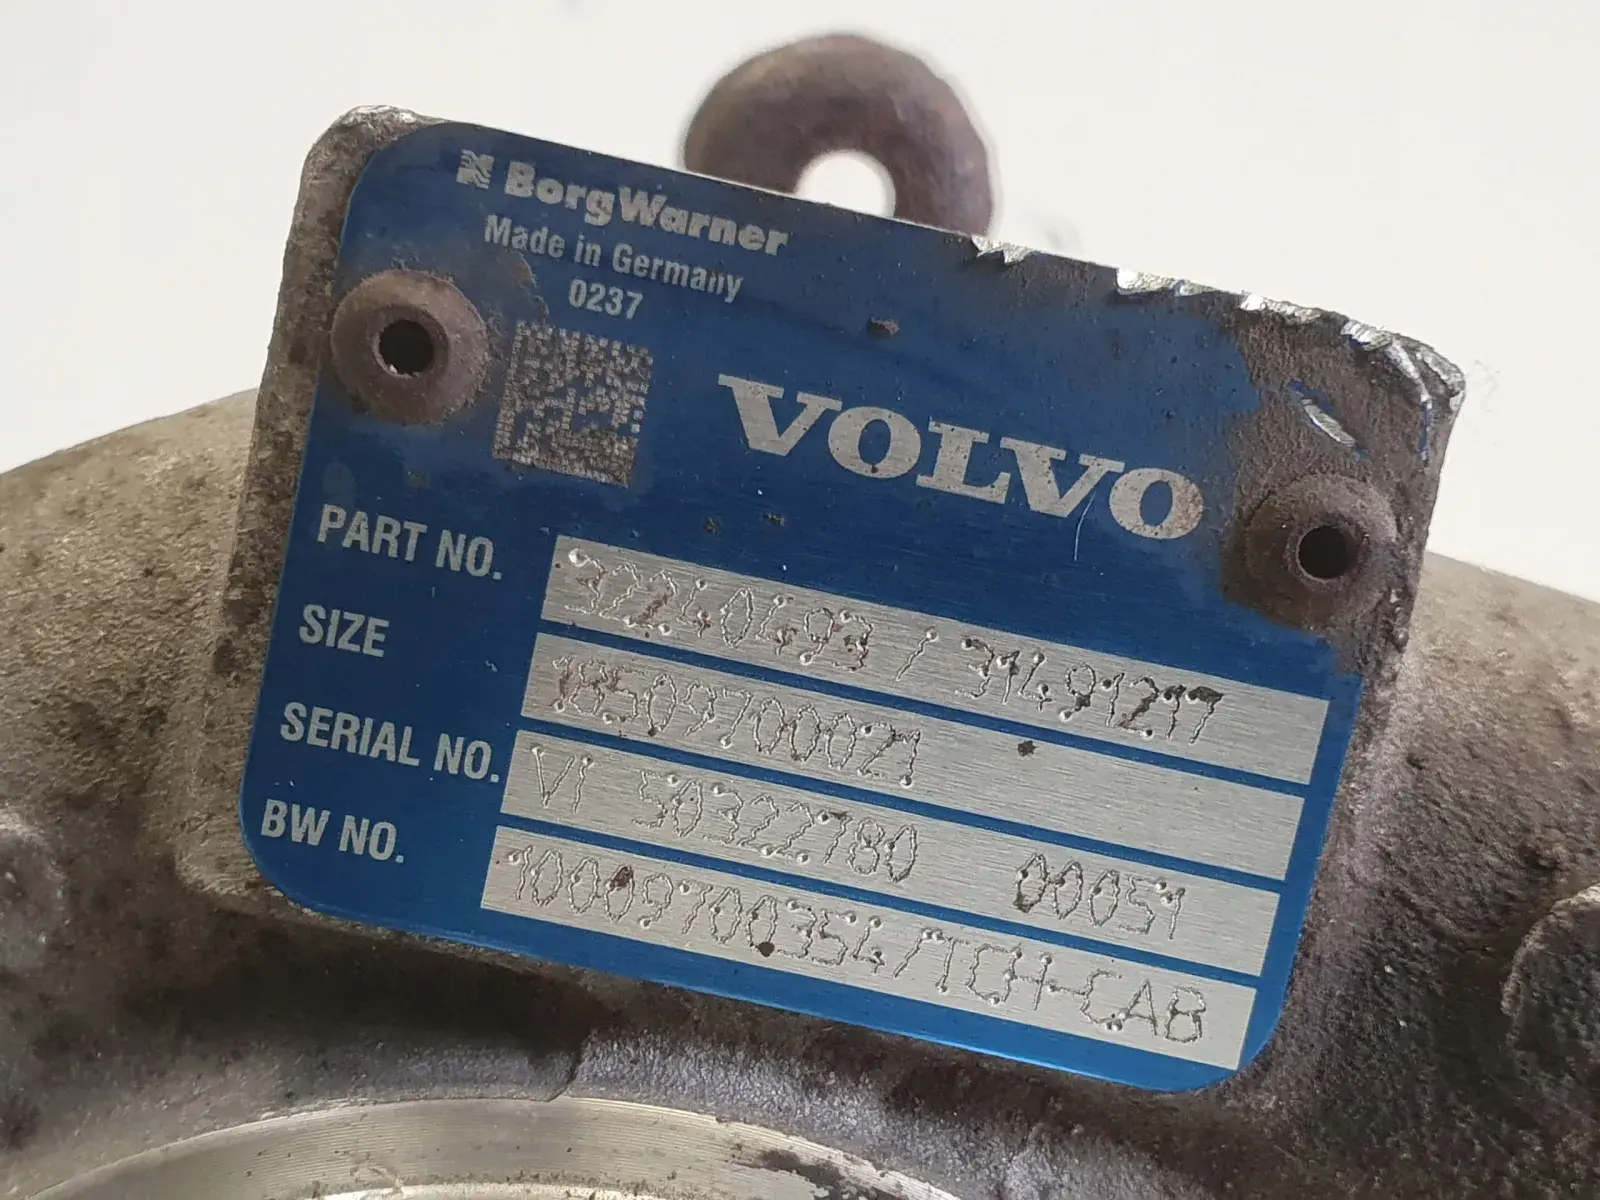 BorgWarner
Made in Germany
0237
VOLVO
PART NO. 32240493 / 31491217
SIZE 18509700021
SERIAL NO. VI 50322780 00051
BW NO. 10009700354/TCH-CAB